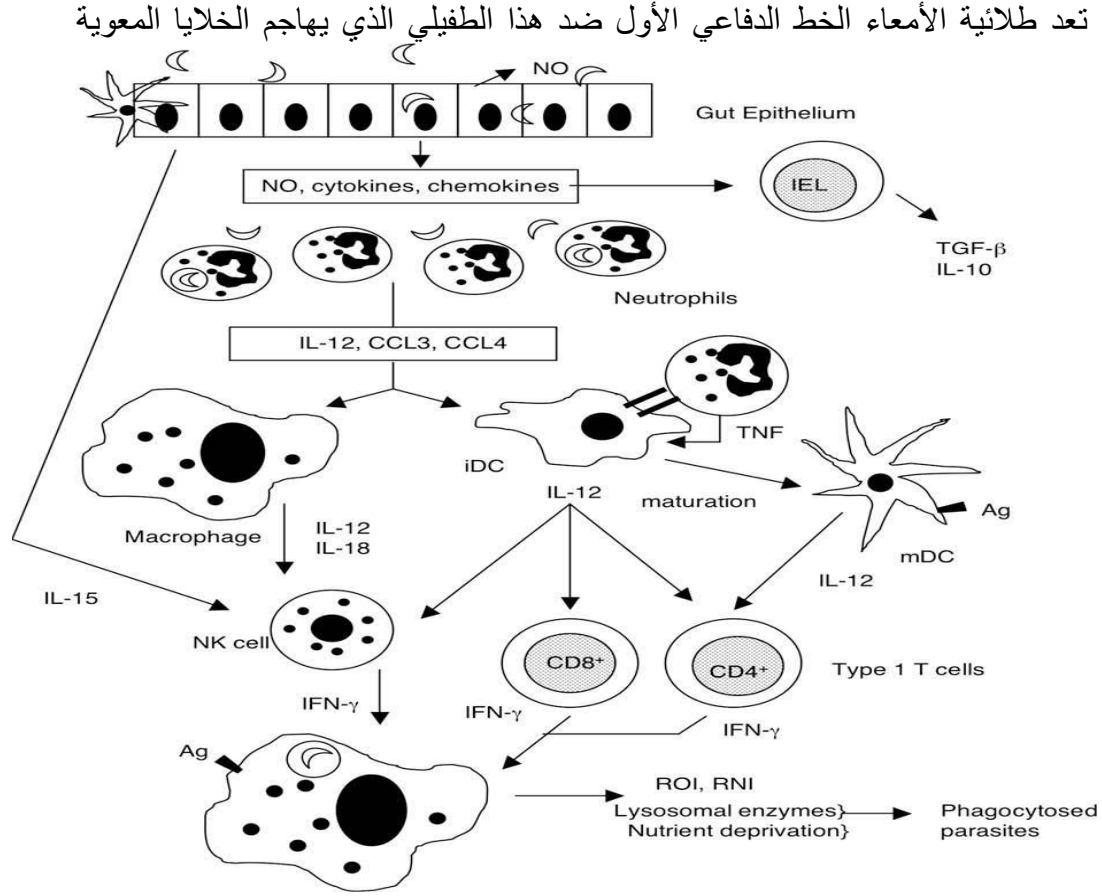 تعد طلائية الأمعاء الخط الدفاعي الأول ضد هذا الطفيلي الذي يهاجم الخلايا المعوية
NO
Gut Epithelium
NO, cytokines, chemokines
IEL
TGF-β
IL-10
Neutrophils
IL-12, CCL3, CCL4
TNF
iDC
IL-12
maturation
Ag
mDC
Macrophage
IL-12
IL-18
IL-12
IL-15
NK cell
CD8+
CD4+
Type 1 T cells
IFN-γ
IFN-γ
IFN-γ
Ag
ROI, RNI
Lysosomal enzymes}
Nutrient deprivation}
Phagocytosed
parasites